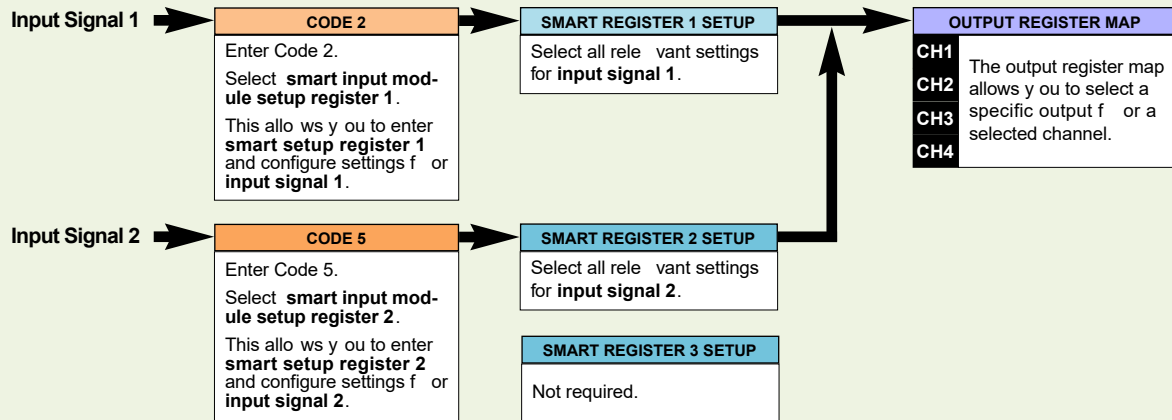 Input Signal 1
CODE 2
Enter Code 2.
Select smart input mod-
ule setup register 1.
This allo ws y ou to enter
smart setup register 1
and configure settings f or
input signal 1.
SMART REGISTER 1 SETUP
Select all rele vant settings
for input signal 1.
OUTPUT REGISTER MAP
CH1
CH2
CH3
CH4
The output register map
allows y ou to select a
specific output f or a
selected channel.
Input Signal 2
CODE 5
Enter Code 5.
Select smart input mod-
ule setup register 2.
This allo ws y ou to enter
smart setup register 2
and configure settings f or
input signal 2.
SMART REGISTER 2 SETUP
Select all rele vant settings
for input signal 2.
SMART REGISTER 3 SETUP
Not required.